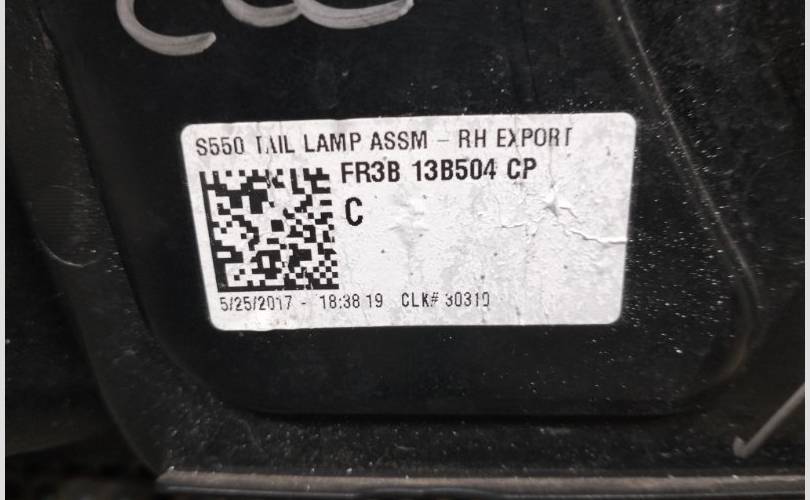 S550 TAIL LAMP ASSM - RH EXPORT
FR3B 13B504 CP
C
5/25/2017 - 18:38 19 CLK# 30310